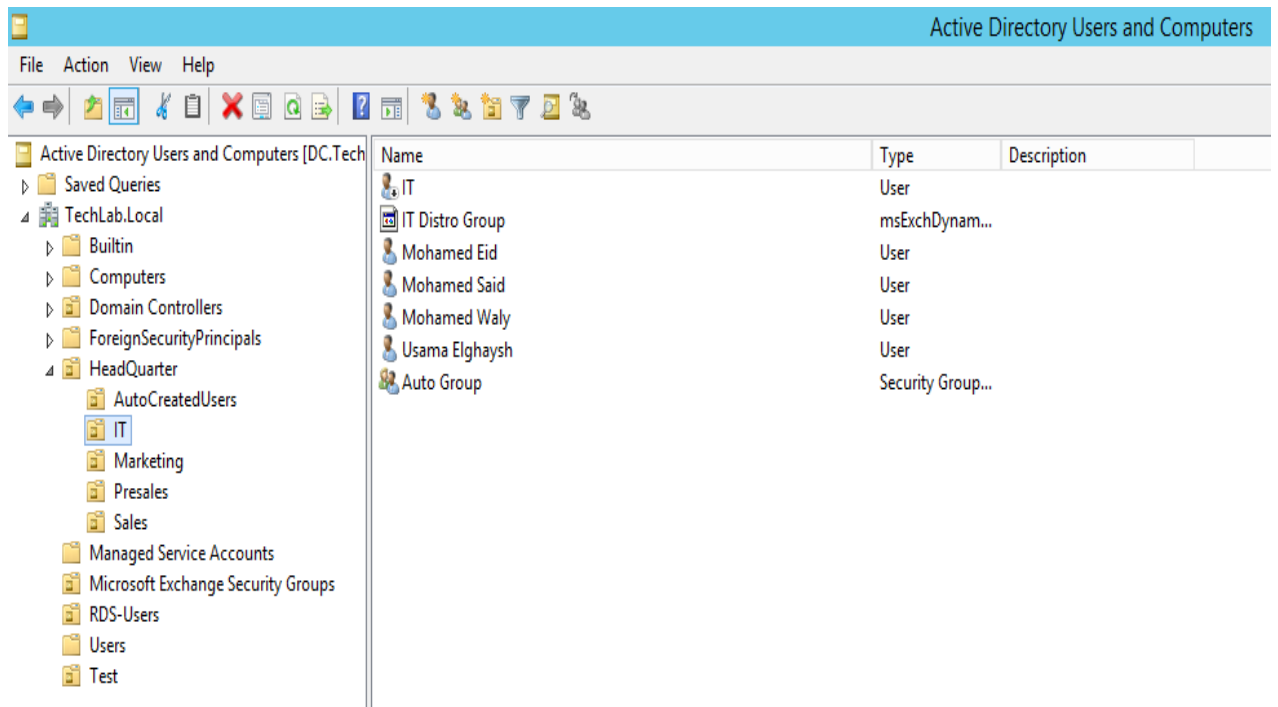 Active Directory Users and Computers
File Action View Help
Active Directory Users and Computers [DC.Tech
Saved Queries
TechLab.Local
Builtin
Computers
Domain Controllers
ForeignSecurityPrincipals
HeadQuarter
AutoCreatedUsers
IT
Marketing
Presales
Sales
Managed Service Accounts
Microsoft Exchange Security Groups
RDS-Users
Users
Test
Name Type Description
IT User
IT Distro Group msExchDynam...
Mohamed Eid User
Mohamed Said User
Mohamed Waly User
Usama Elghaysh User
Auto Group Security Group...